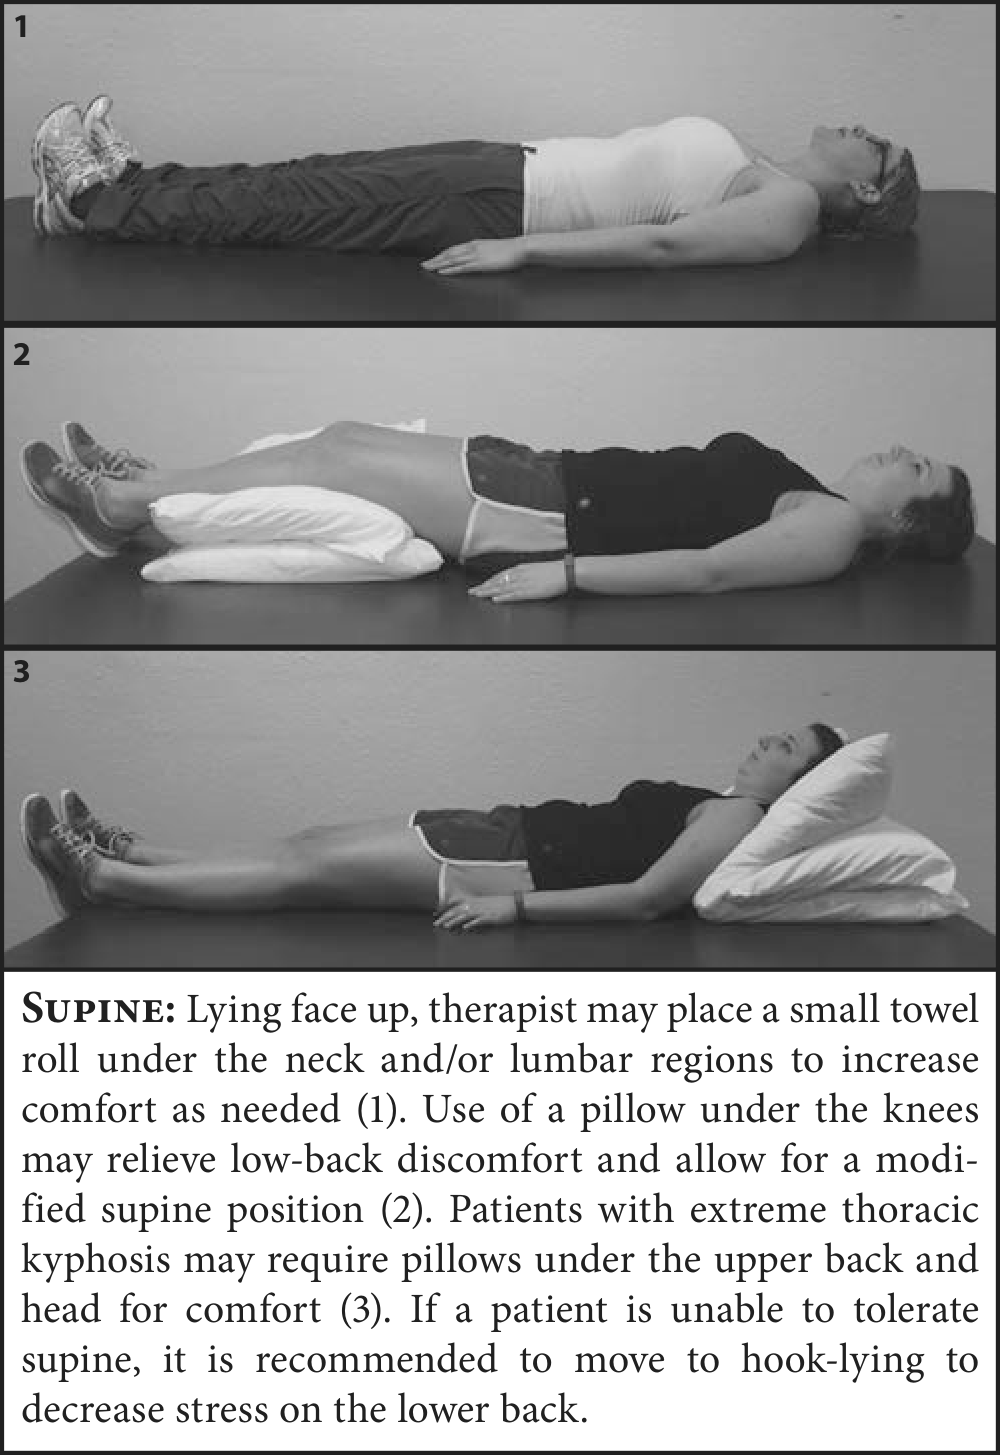 1
2
3
SUPINE: Lying face up, therapist may place a small towel
roll under the neck and/or lumbar regions to increase
comfort as needed (1). Use of a pillow under the knees
may relieve low-back discomfort and allow for a modi-
fied supine position (2). Patients with extreme thoracic
kyphosis may require pillows under the upper back and
head for comfort (3). If a patient is unable to tolerate
supine, it is recommended to move to hook-lying to
decrease stress on the lower back.